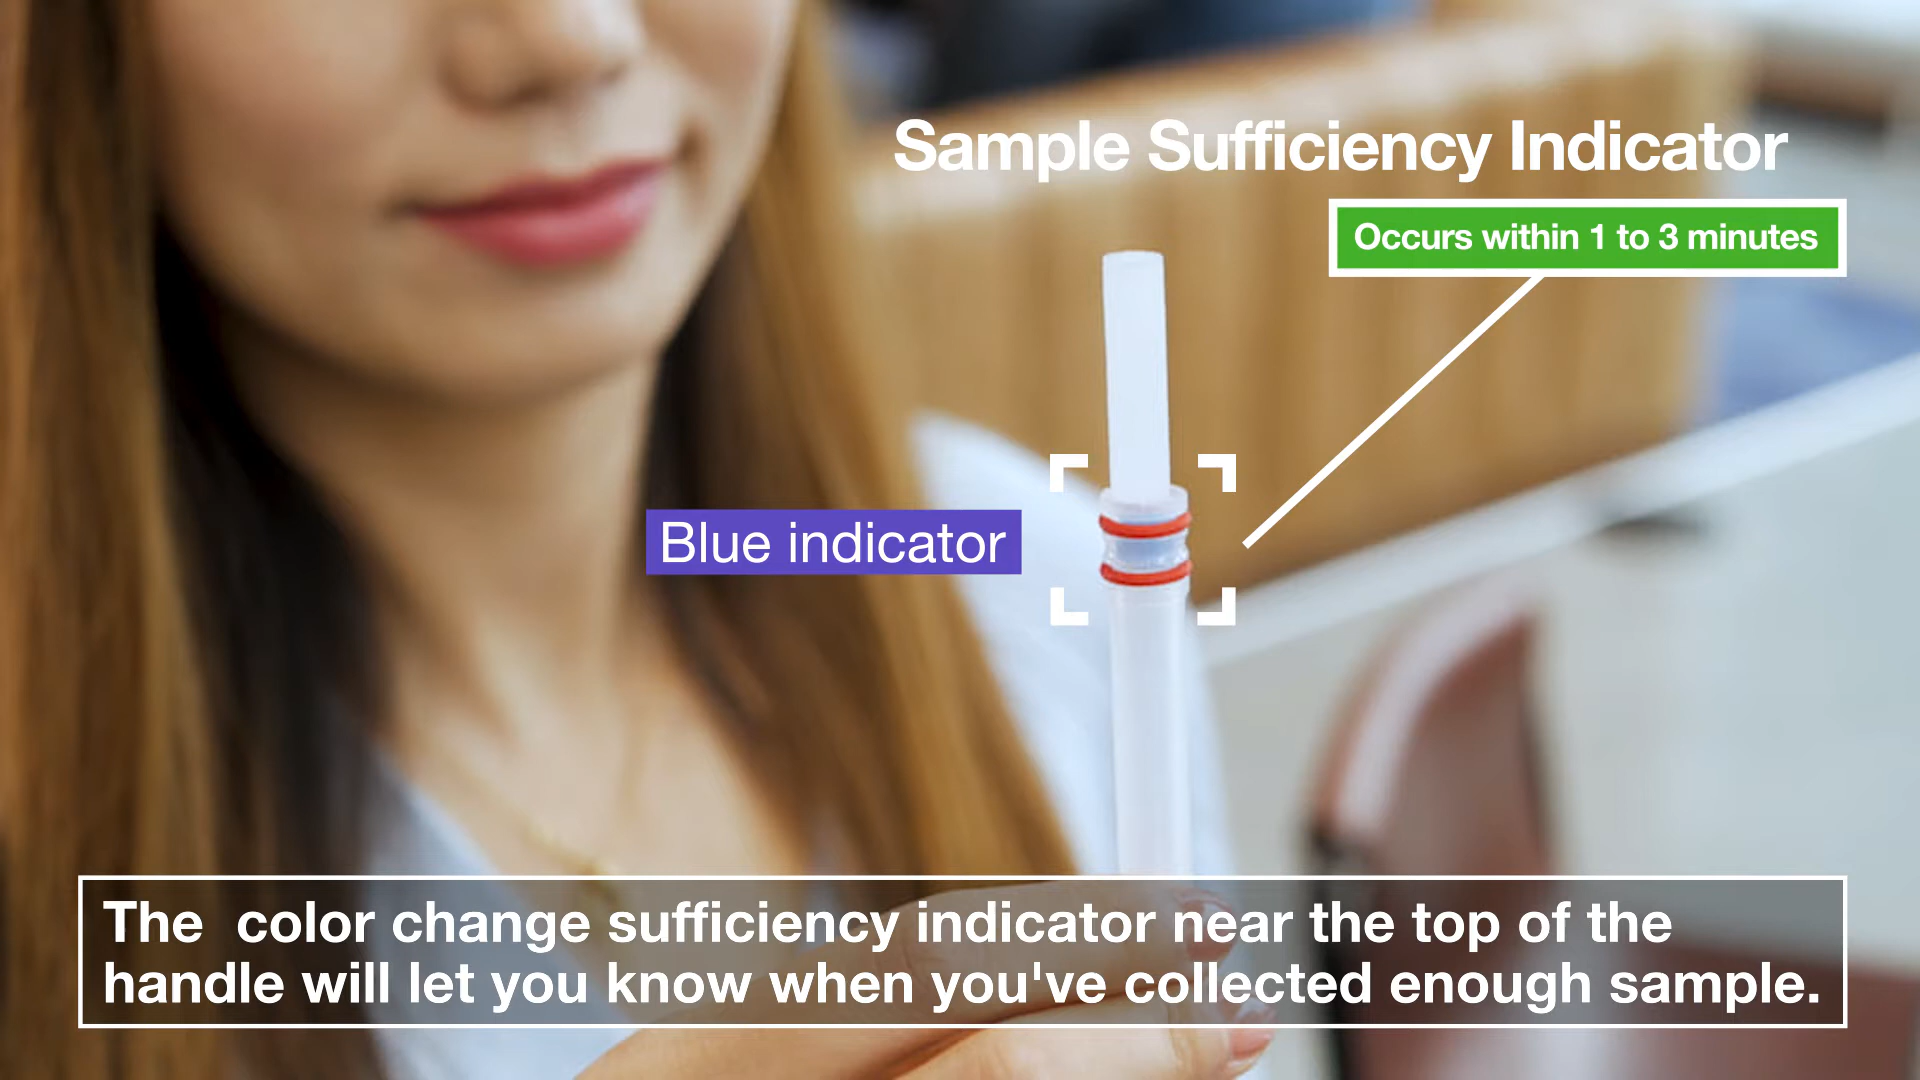 Sample Sufficiency Indicator
Occurs within 1 to 3 minutes
Blue indicator
The  color change sufficiency indicator near the top of the
handle will let you know when you've collected enough sample.